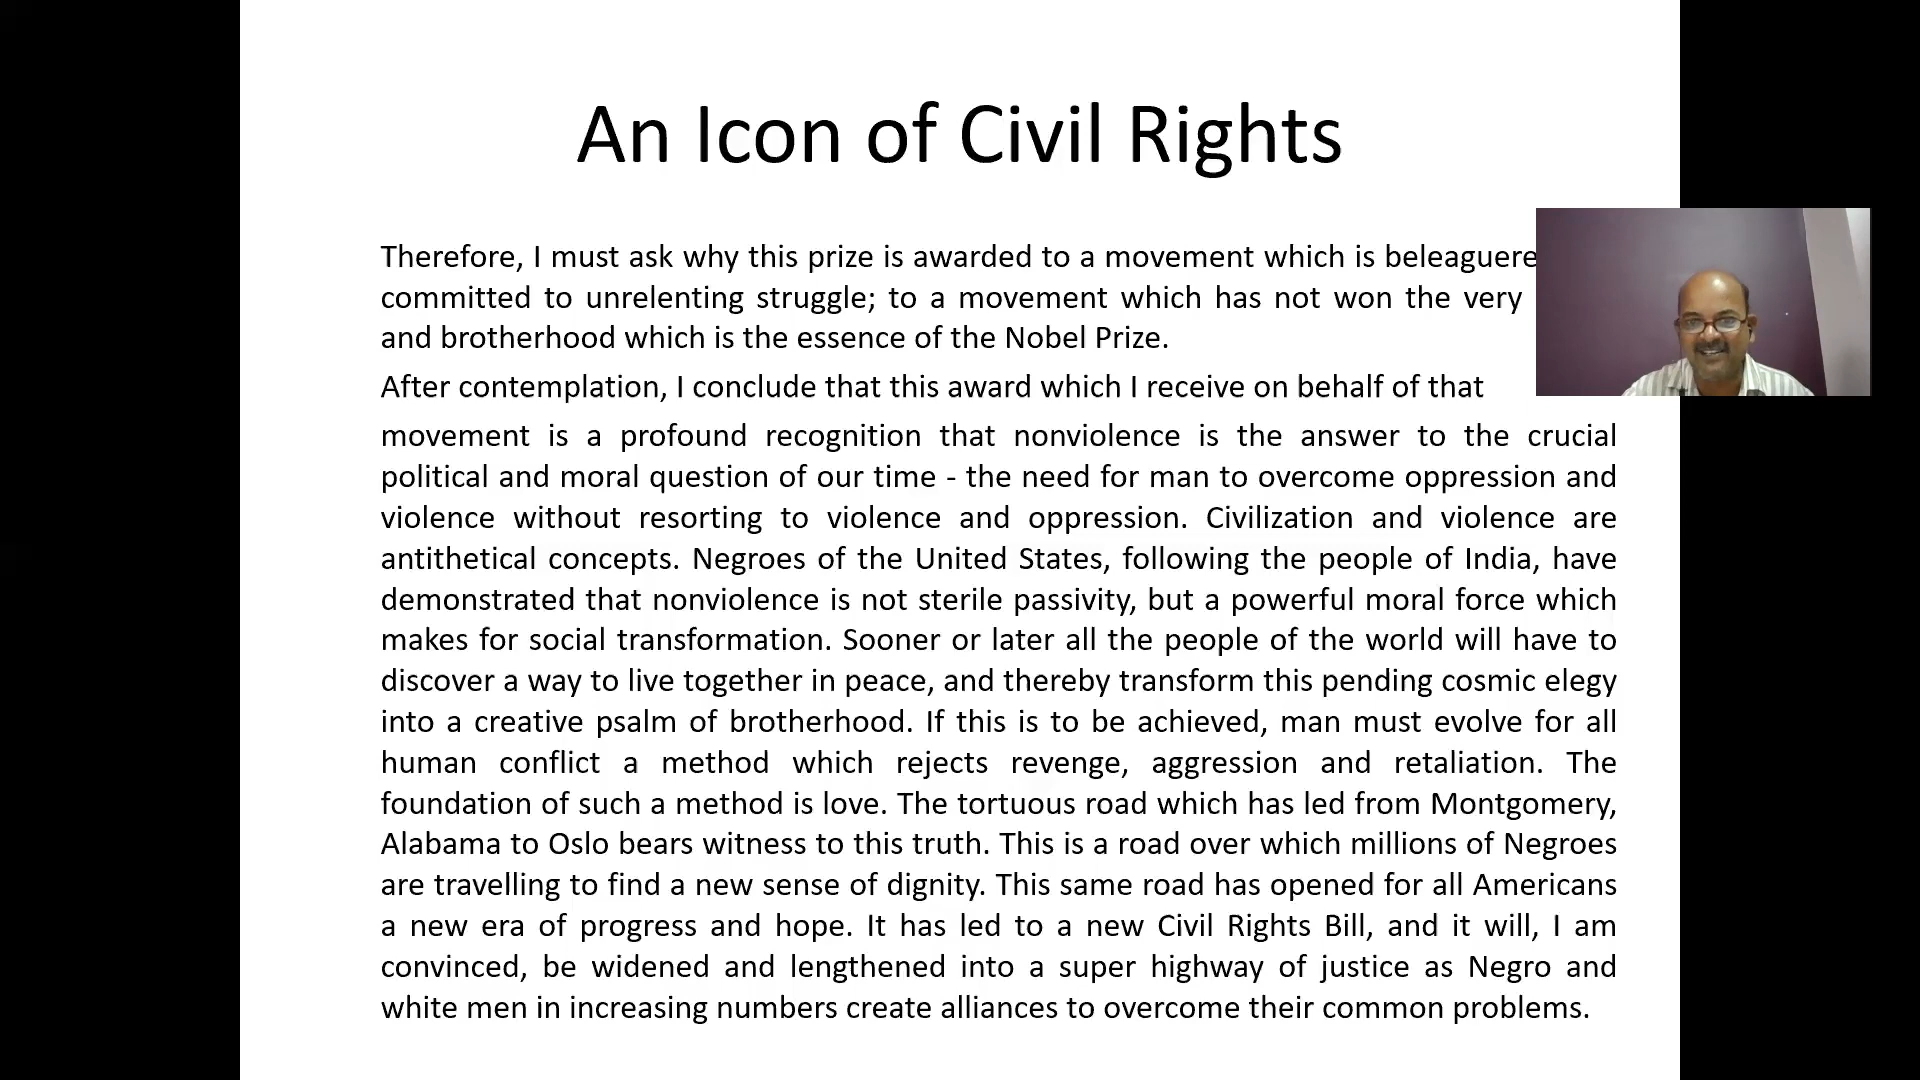 An Icon of Civil Rights
Therefore, I must ask why this prize is awarded to a movement which is beleaguere
committed to unrelenting struggle; to a movement which has not won the very
and brotherhood which is the essence of the Nobel Prize.
After contemplation, I conclude that this award which I receive on behalf of that
movement is a profound recognition that nonviolence is the answer to the crucial
political and moral question of our time - the need for man to overcome oppression and
violence without resorting to violence and oppression. Civilization and violence are
antithetical concepts. Negroes of the United States, following the people of India, have
demonstrated that nonviolence is not sterile passivity, but a powerful moral force which
makes for social transformation. Sooner or later all the people of the world will have to
discover a way to live together in peace, and thereby transform this pending cosmic elegy
into a creative psalm of brotherhood. If this is to be achieved, man must evolve for all
human conflict a method which rejects revenge, aggression and retaliation. The
foundation of such a method is love. The tortuous road which has led from Montgomery,
Alabama to Oslo bears witness to this truth. This is a road over which millions of Negroes
are travelling to find a new sense of dignity. This same road has opened for all Americans
a new era of progress and hope. It has led to a new Civil Rights Bill, and it will, I am
convinced, be widened and lengthened into a super highway of justice as Negro and
white men in increasing numbers create alliances to overcome their common problems.